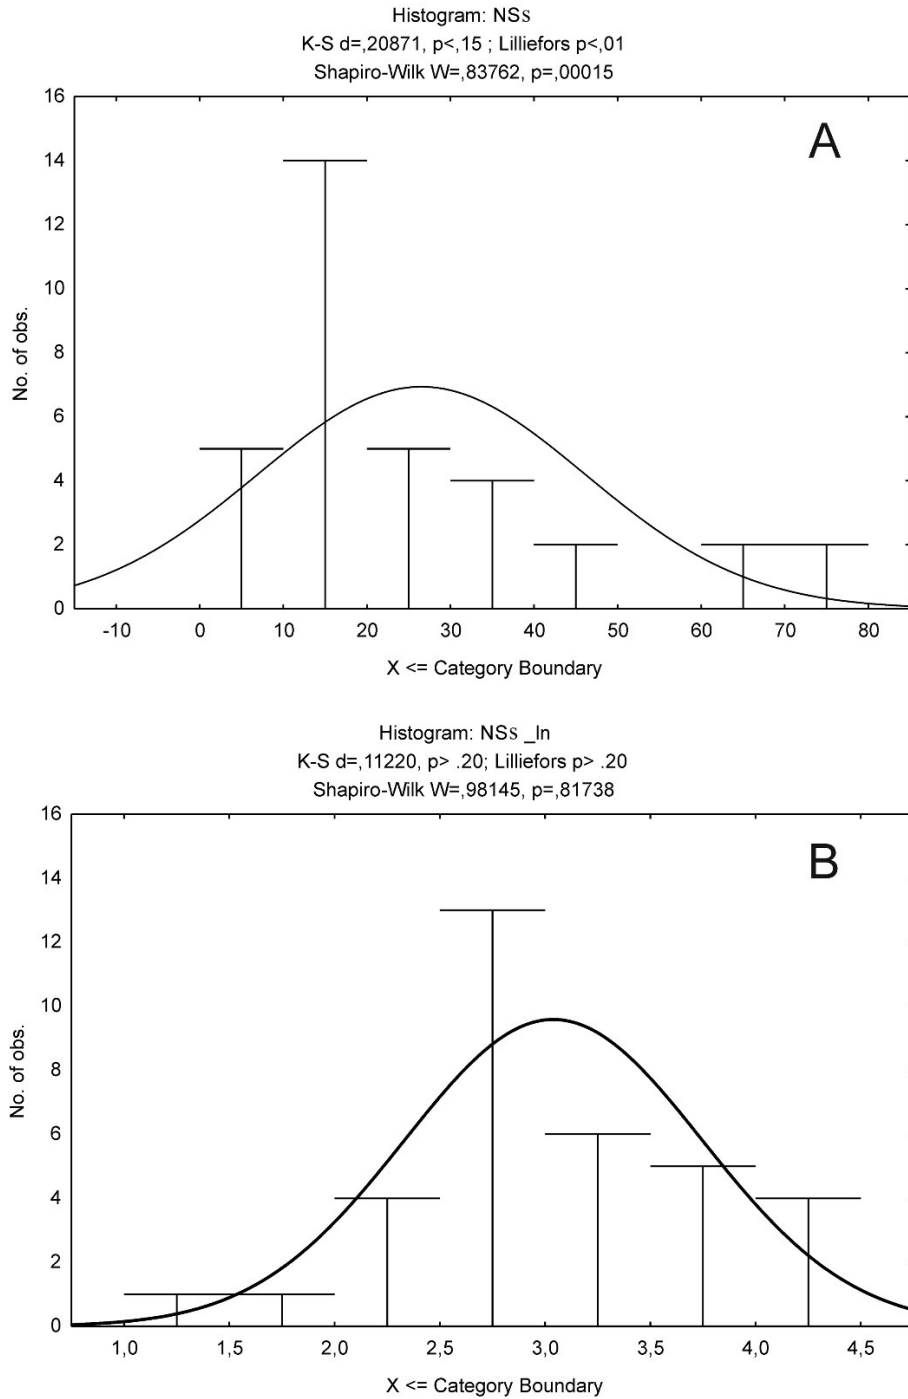 Histogram: NSs
K-S d=,20871, p<,15 ; Lilliefors p<,01
Shapiro-Wilk W=,83762, p=,00015
A
16
14
12
10
8
6
4
2
0
No. of obs.
-10 0 10 20 30 40 50 60 70 80
X <= Category Boundary
Histogram: NSs _ln
K-S d=,11220, p> .20; Lilliefors p> .20
Shapiro-Wilk W=,98145, p=,81738
B
16
14
12
10
8
6
4
2
0
No. of obs.
1,0 1,5 2,0 2,5 3,0 3,5 4,0 4,5
X <= Category Boundary